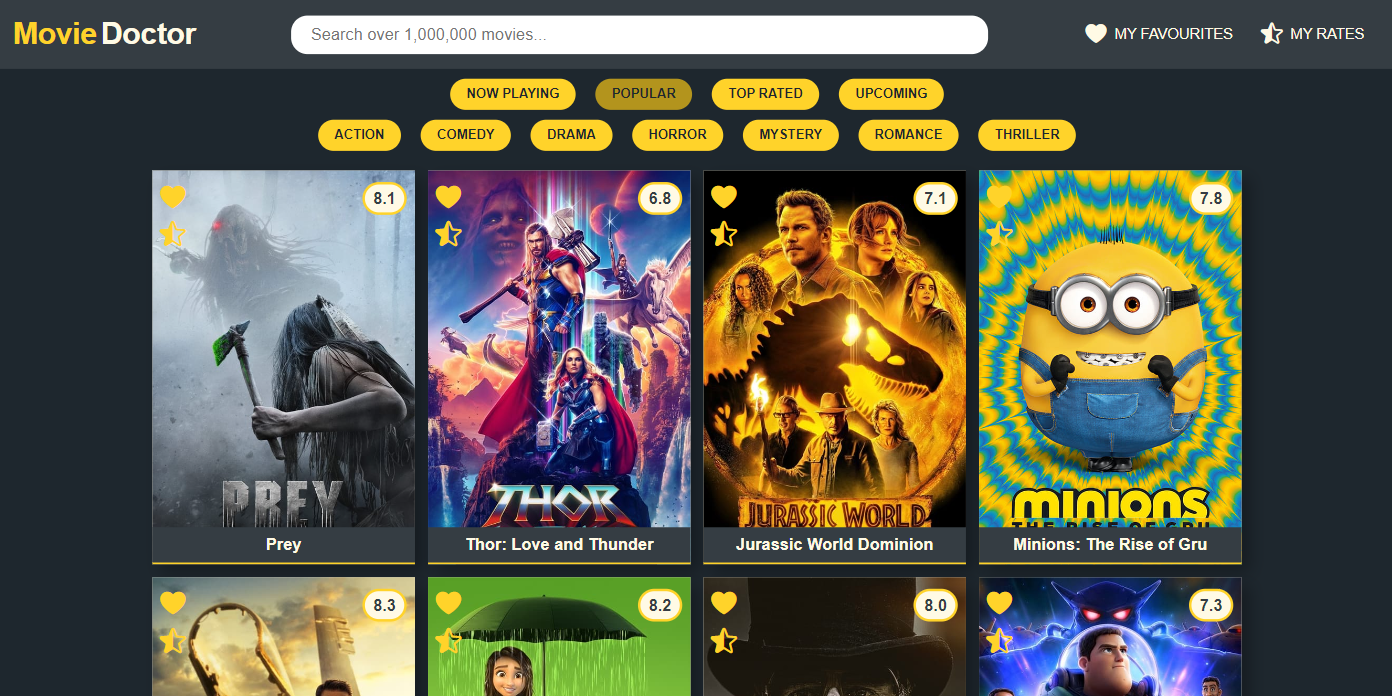 Movie Doctor
Search over 1,000,000 movies...
MY FAVOURITES
MY RATES
NOW PLAYING
POPULAR
TOP RATED
UPCOMING
ACTION
COMEDY
DRAMA
HORROR
MYSTERY
ROMANCE
THRILLER
8.1
6.8
7.1
7.8
PREY
THOR
JURASSIC WORLD
minions
THE RISE OF GRU
Prey
Thor: Love and Thunder
Jurassic World Dominion
Minions: The Rise of Gru
8.3
8.2
8.0
7.3